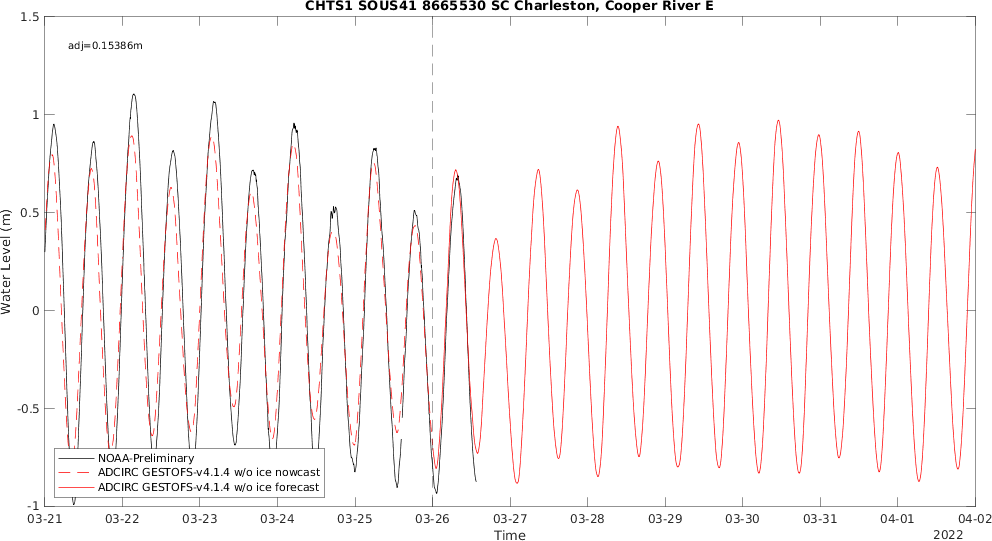 CHTS1 SOUS41 8665530 SC Charleston, Cooper River E
adj=0.15386m
1.5
1
0.5
0
-0.5
-1
Water Level (m)
NOAA-Preliminary
ADCIRC GESTOFS-v4.1.4 w/o ice nowcast
ADCIRC GESTOFS-v4.1.4 w/o ice forecast
03-21 03-22 03-23 03-24 03-25 03-26 03-27 03-28 03-29 03-30 03-31 04-01 04-02
Time
2022